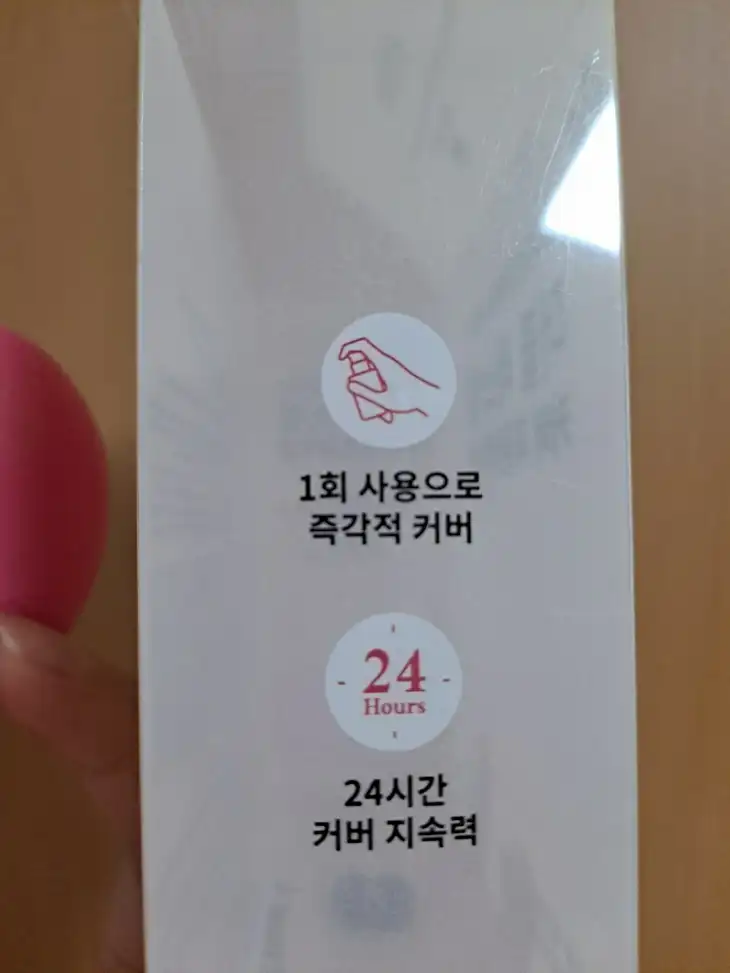 1회 사용으로
즉각적 커버
24
Hours
24시간
커버 지속력